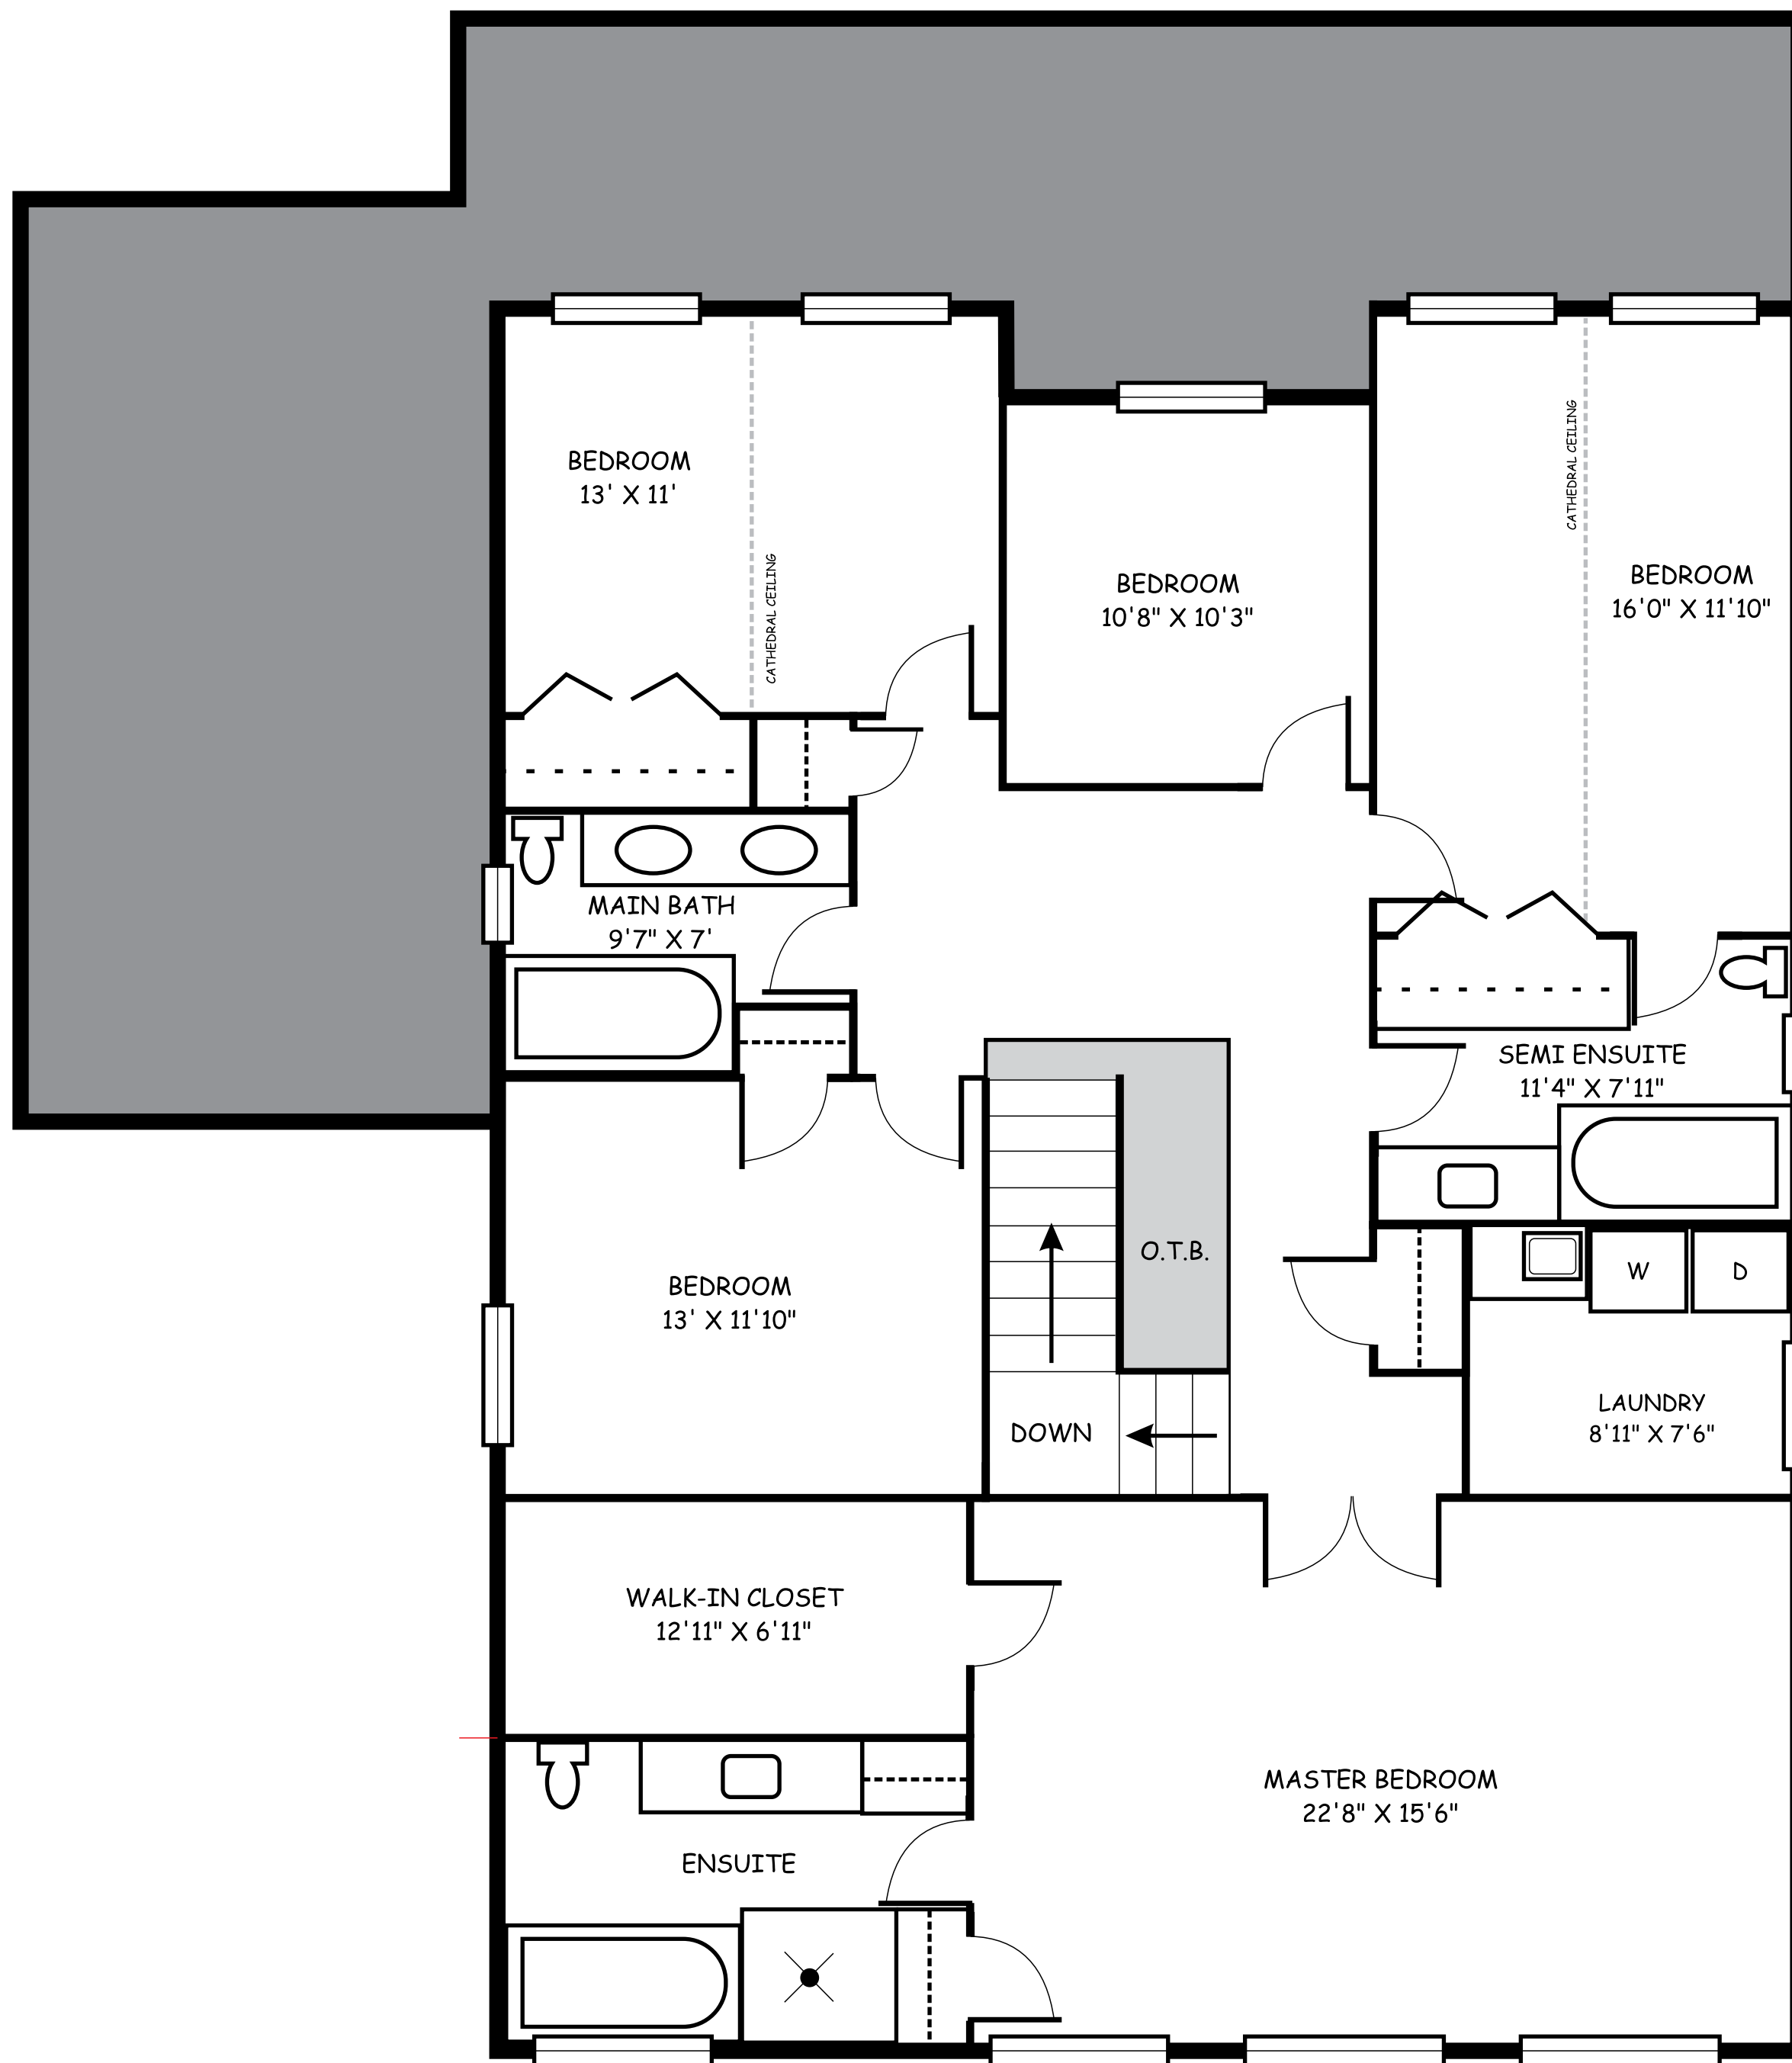 BEDROOM
13' X 11'
CATHEDRAL CEILING
BEDROOM
10'8" X 10'3"
CATHEDRAL CEILING
BEDROOM
16'0" X 11'10"
MAIN BATH
9'7" X 7'
SEMI ENSUITE
11'4" X 7'11"
O.T.B.
W
D
BEDROOM
13' X 11'10"
DOWN
LAUNDRY
8'11" X 7'6"
WALK-IN CLOSET
12'11" X 6'11"
MASTER BEDROOM
22'8" X 15'6"
ENSUITE